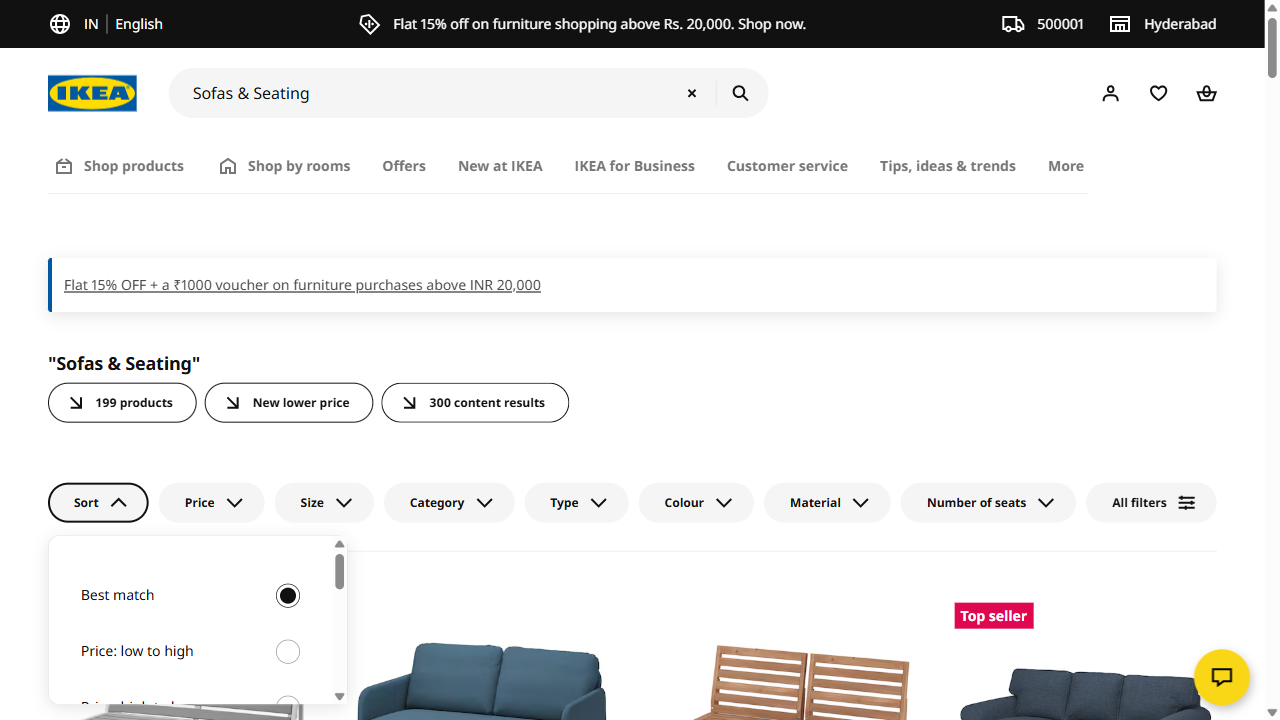 IN English
Flat 15% off on furniture shopping above Rs. 20,000. Shop now.
500001
Hyderabad
IKEA
Sofas & Seating
Shop products
Shop by rooms
Offers
New at IKEA
IKEA for Business
Customer service
Tips, ideas & trends
More
Flat 15% OFF + a ₹1000 voucher on furniture purchases above INR 20,000
"Sofas & Seating"
199 products
New lower price
300 content results
Sort
Price
Size
Category
Type
Colour
Material
Number of seats
All filters
Best match
Price: low to high
Top seller